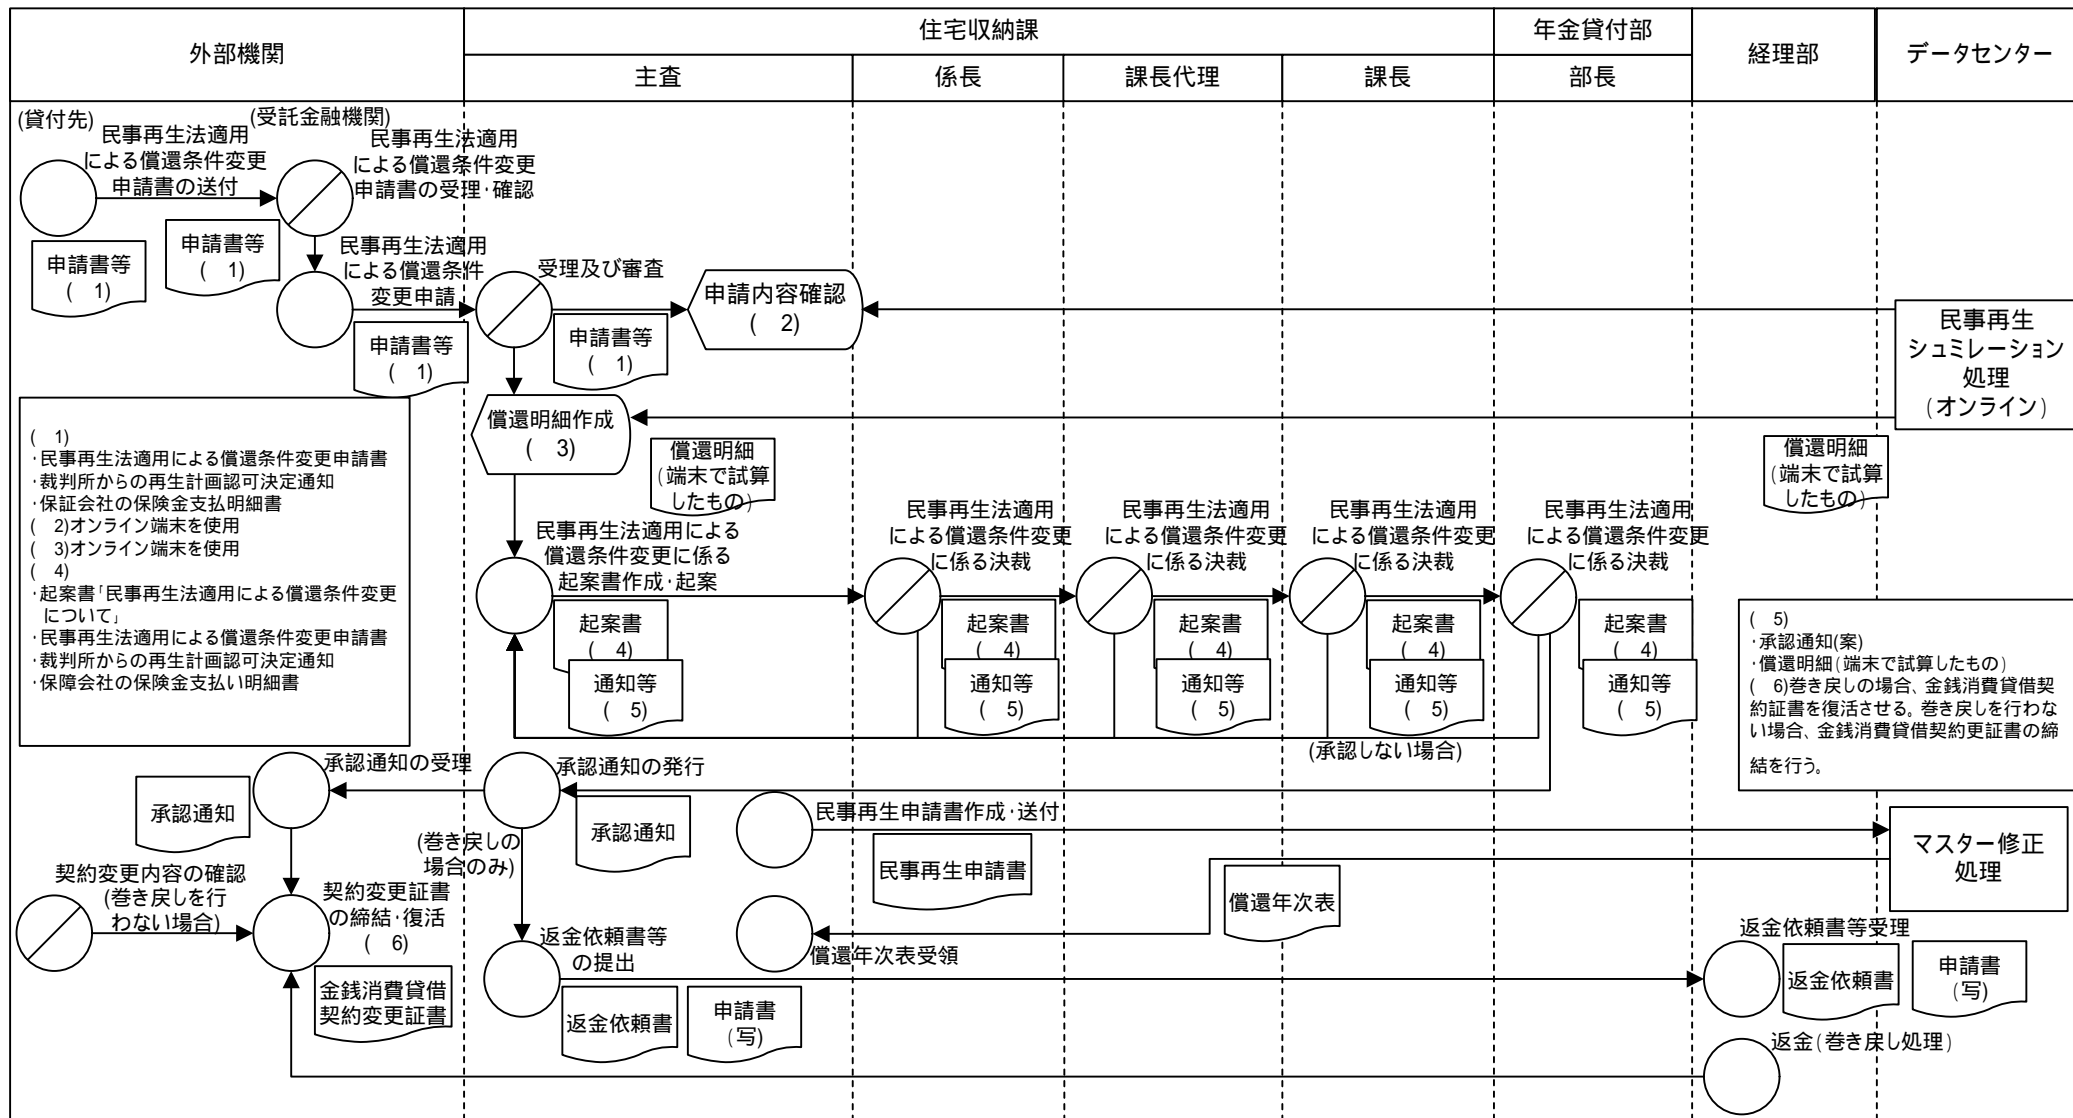 外部機関
住宅収納課
年金貸付部
経理部
データセンター
主査
係長
課長代理
課長
部長
(貸付先)
民事再生法適用
による償還条件変更
申請書の送付
(受託金融機関)
民事再生法適用
による償還条件変更
申請書の受理・確認
申請書等
(　1)
申請書等
(　1)
民事再生法適用
による償還条件
変更申請
申請書等
(　1)
受理及び審査
申請書等
(　1)
申請内容確認
(　2)
民事再生
シュミレーション
処理
(オンライン)
償還明細作成
(　3)
償還明細
(端末で試算
したもの)
償還明細
(端末で試算
したもの)
(　1)
・民事再生法適用による償還条件変更申請書
・裁判所からの再生計画認可決定通知
・保証会社の保険金支払明細書
(　2)オンライン端末を使用
(　3)オンライン端末を使用
(　4)
・起案書「民事再生法適用による償還条件変更
について」
・民事再生法適用による償還条件変更申請書
・裁判所からの再生計画認可決定通知
・保障会社の保険金支払い明細書
民事再生法適用による
償還条件変更に係る
起案書作成・起案
民事再生法適用
による償還条件変更
に係る決裁
民事再生法適用
による償還条件変更
に係る決裁
民事再生法適用
による償還条件変更
に係る決裁
民事再生法適用
による償還条件変更
に係る決裁
起案書
(　4)
通知等
(　5)
起案書
(　4)
通知等
(　5)
起案書
(　4)
通知等
(　5)
起案書
(　4)
通知等
(　5)
起案書
(　4)
通知等
(　5)
(　5)
・承認通知(案)
・償還明細(端末で試算したもの)
(　6)巻き戻しの場合、金銭消費貸借契
約証書を復活させる。巻き戻しを行わな
い場合、金銭消費貸借契約更証書の締
結を行う。
(承認しない場合)
承認通知の受理
承認通知
承認通知の発行
承認通知
(巻き戻しの
場合のみ)
民事再生申請書作成・送付
民事再生申請書
マスター修正
処理
償還年次表
償還年次表受領
契約変更内容の確認
(巻き戻しを行
わない場合)
契約変更証書
の締結・復活
(　6)
金銭消費貸借
契約変更証書
返金依頼書等
の提出
返金依頼書
申請書
(写)
返金依頼書等受理
返金依頼書
申請書
(写)
返金(巻き戻し処理)